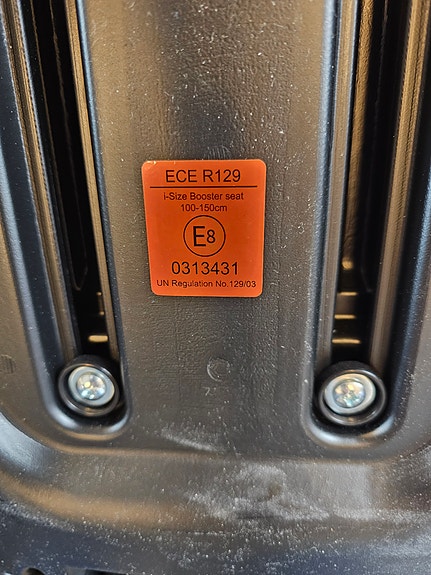 ECE R129
i-Size Booster seat
100-150cm
E8
0313431
UN Regulation No.129/03